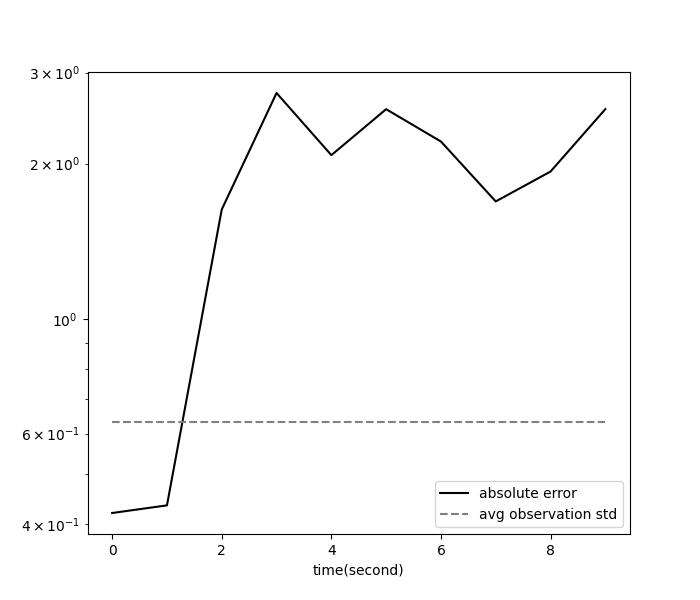 3 × 10⁰
2 × 10⁰
10⁰
6 × 10⁻¹
4 × 10⁻¹
0 2 4 6 8
time(second)
absolute error
avg observation std